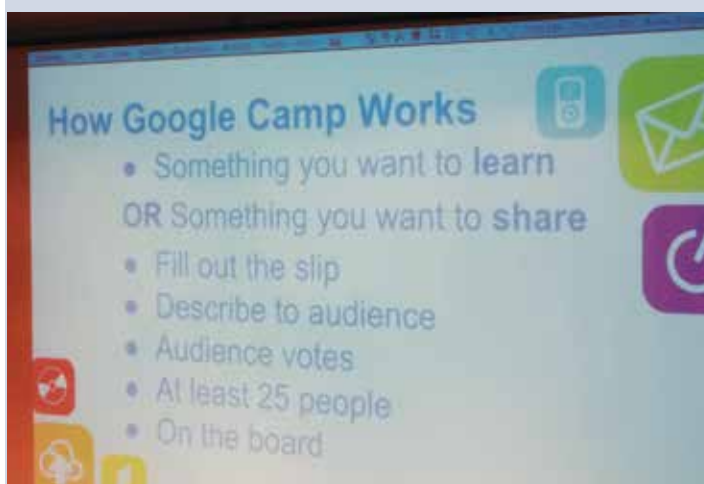 How Google Camp Works
• Something you want to learn
OR Something you want to share
• Fill out the slip
• Describe to audience
• Audience votes
• At least 25 people
• On the board